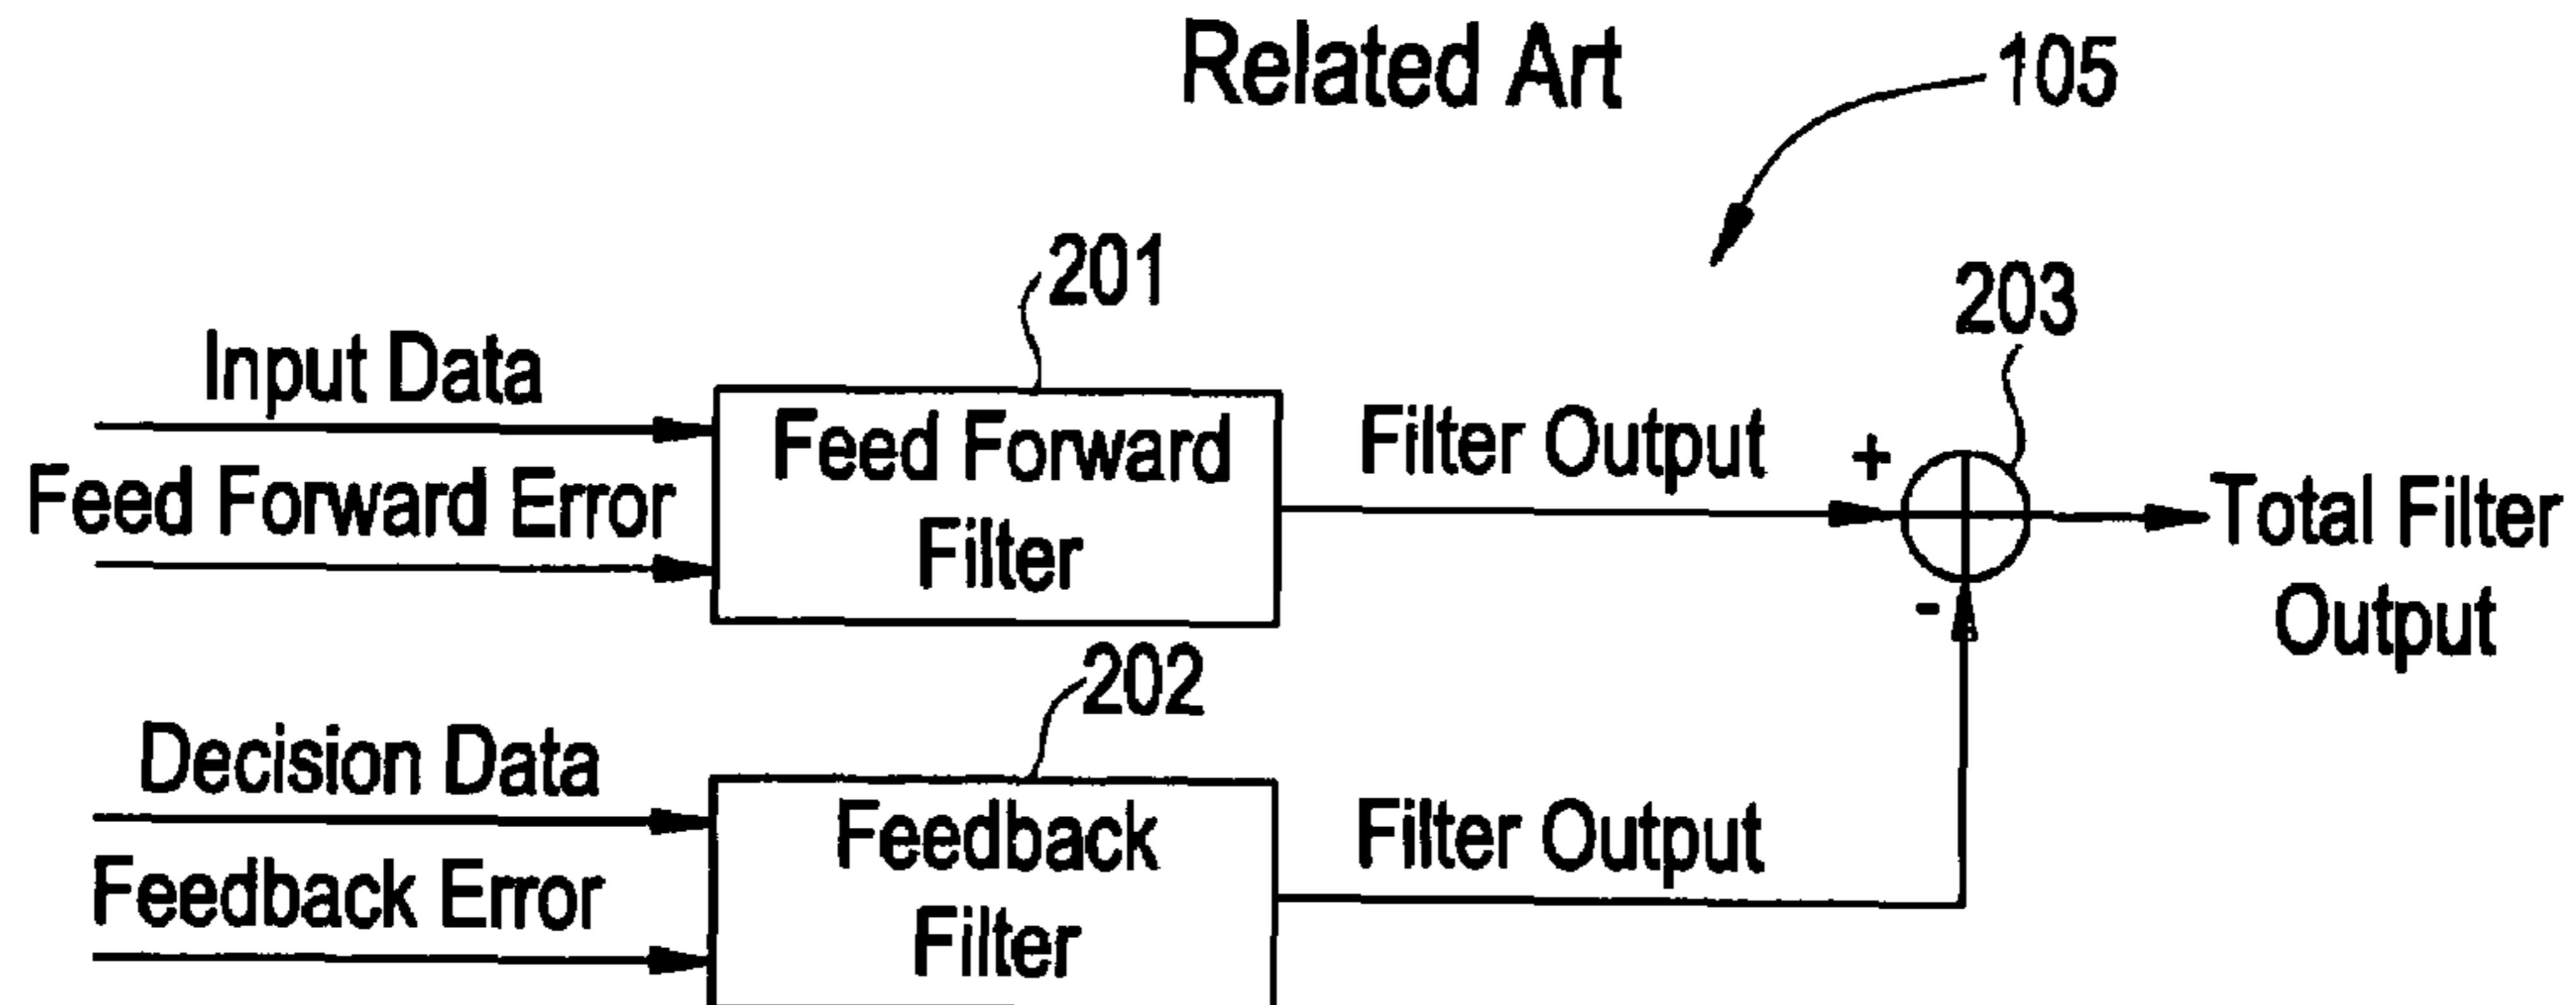 Related Art
105
201
203
Input Data
Feed Forward Error
Feed Forward
Filter
Filter Output
+
-
Total Filter
Output
202
Decision Data
Feedback Error
Feedback
Filter
Filter Output